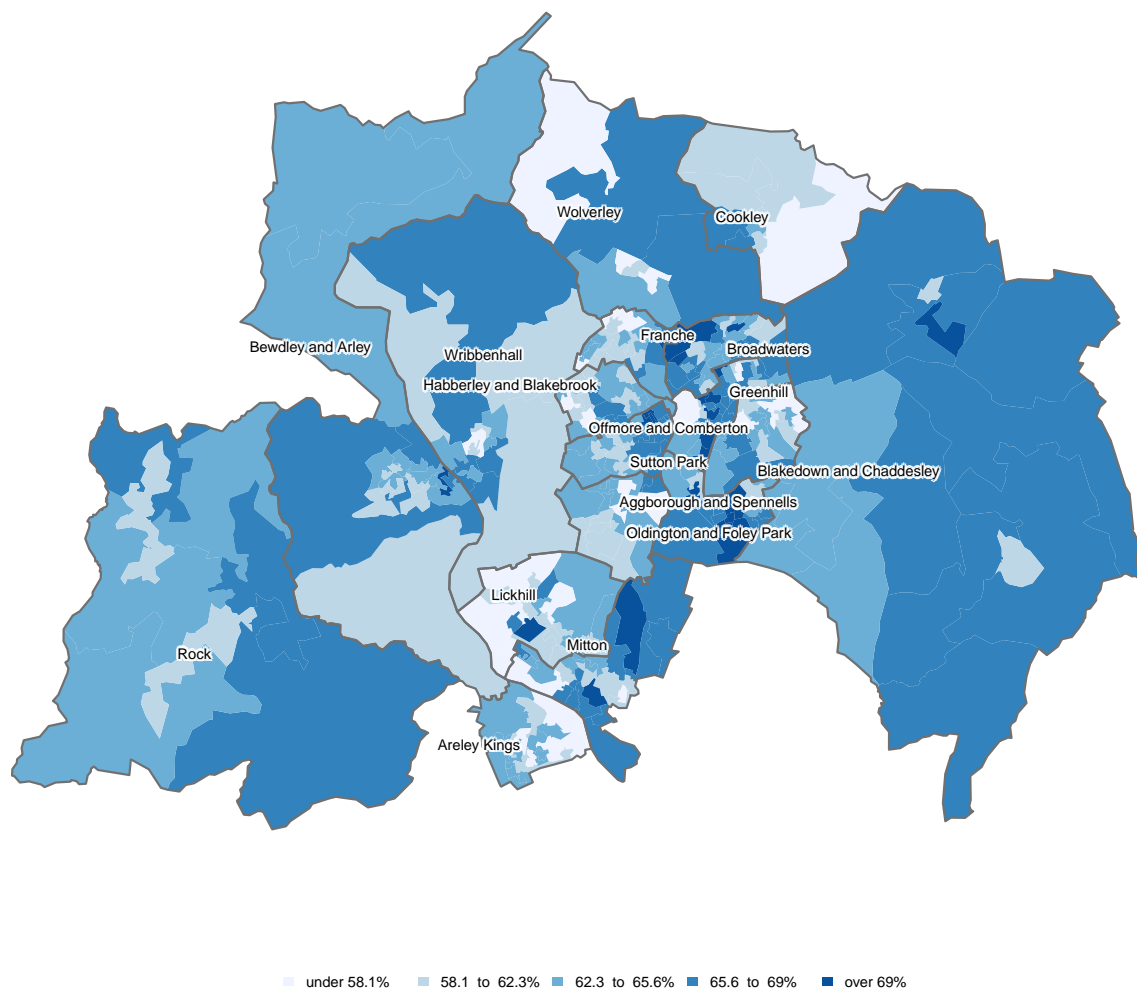 Wolverley
Cookley
Franche
Bewdley and Arley
Wribbenhall
Broadwaters
Habberley and Blakebrook
Greenhill
Offmore and Comberton
Sutton Park
Blakedown and Chaddesley
Aggborough and Spennells
Oldington and Foley Park
Lickhill
Mitton
Rock
Areley Kings
under 58.1% 58.1 to 62.3% 62.3 to 65.6% 65.6 to 69% over 69%